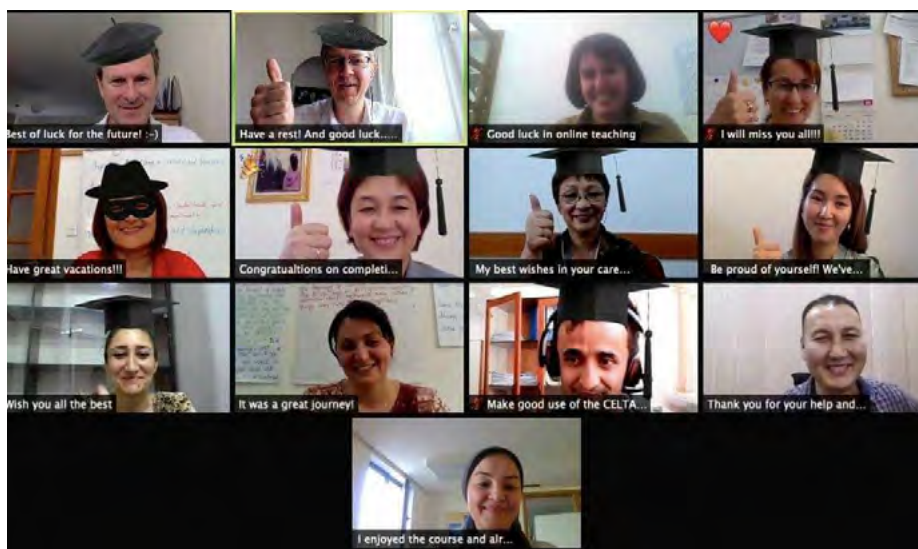 Best of luck for the future! :-)
Have a rest! And good luck.....
Good luck in online teaching
I will miss you all!!!
Have great vacations!!!
Congratualtions on completi...
My best wishes in your care...
Be proud of yourself! We've...
Wish you all the best
It was a great journey!
Make good use of the CELTA...
Thank you for your help and...
I enjoyed the course and alr...